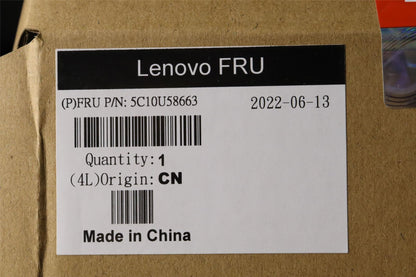 Lenovo FRU
(P)FRU P/N: 5C10U58663 2022-06-13
Quantity: 1
(4L)Origin: CN
Made in China